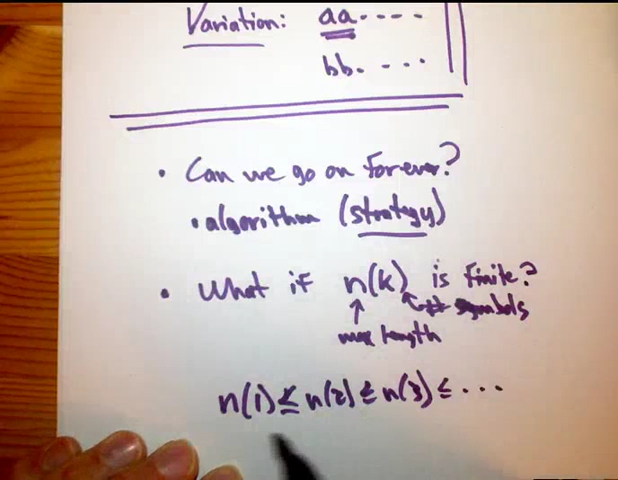 Variation: aa....
bb. ....
• Can we go on forever?
• algorithm (strategy)
• What if n(k) is finite?
# symbols
max length
n(1) ≤ n(2) ≤ n(3) ≤ ...